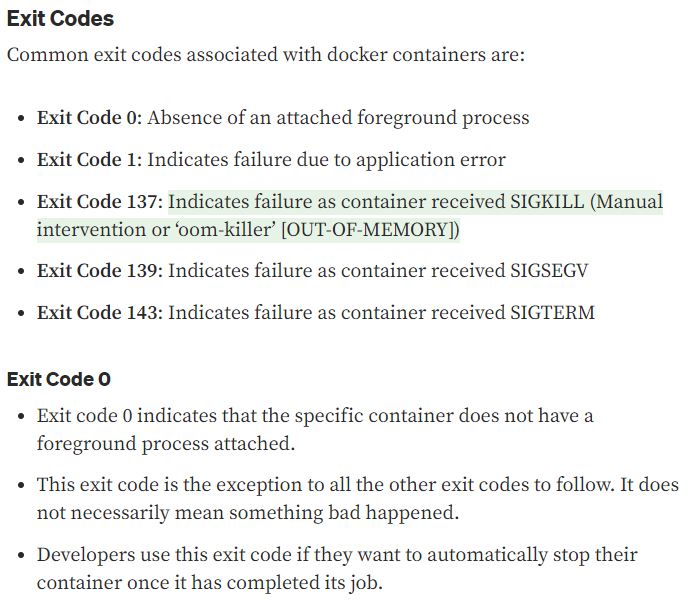 Exit Codes
Common exit codes associated with docker containers are:
• Exit Code 0: Absence of an attached foreground process
• Exit Code 1: Indicates failure due to application error
• Exit Code 137: Indicates failure as container received SIGKILL (Manual
intervention or ‘oom-killer’ [OUT-OF-MEMORY])
• Exit Code 139: Indicates failure as container received SIGSEGV
• Exit Code 143: Indicates failure as container received SIGTERM
Exit Code 0
• Exit code 0 indicates that the specific container does not have a
foreground process attached.
• This exit code is the exception to all the other exit codes to follow. It does
not necessarily mean something bad happened.
• Developers use this exit code if they want to automatically stop their
container once it has completed its job.